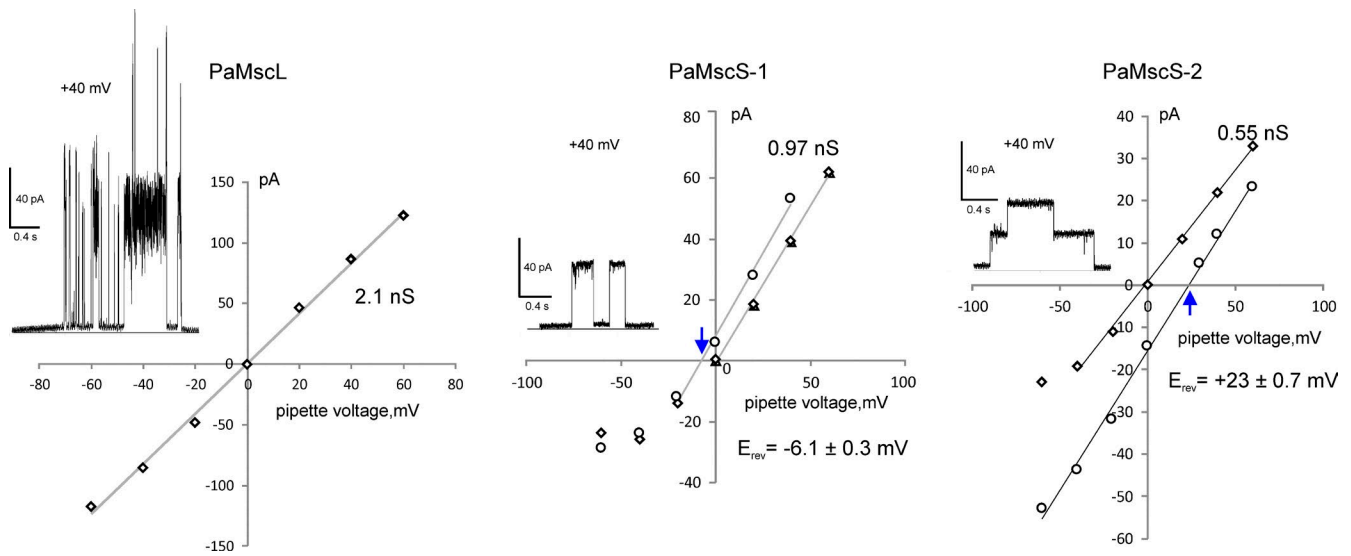 PaMscL
+40 mV
40 pA
0.4 s
150
pA
100
50
2.1 nS
0
-80
-60
-40
-20
0
20
40
60
80
pipette voltage,mV
-50
-100
-150
PaMscS-1
+40 mV
40 pA
0.4 s
80
pA
0.97 nS
60
40
20
-100
-50
0
50
100
pipette voltage,mV
-20
Erev= -6.1 ± 0.3 mV
-40
PaMscS-2
+40 mV
40 pA
0.4 s
40
pA
0.55 nS
30
20
10
0
-100
-50
0
50
100
-10
pipette voltage,mV
-20
Erev= +23 ± 0.7 mV
-30
-40
-50
-60